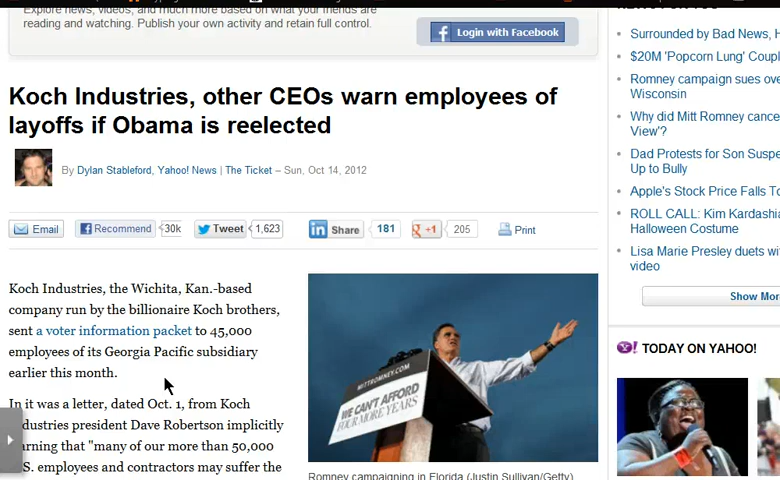 Explore news, videos, and much more based on what your friends are
reading and watching. Publish your own activity and retain full control.
Login with Facebook
Koch Industries, other CEOs warn employees of
layoffs if Obama is reelected
By Dylan Stableford, Yahoo! News | The Ticket – Sun, Oct 14, 2012
Email
Recommend
30k
Tweet
1,623
Share
181
+1
205
Print
Koch Industries, the Wichita, Kan.-based
company run by the billionaire Koch brothers,
sent a voter information packet to 45,000
employees of its Georgia Pacific subsidiary
earlier this month.
In it was a letter, dated Oct. 1, from Koch
ndustries president Dave Robertson implicitly
arning that "many of our more than 50,000
.S. employees and contractors may suffer the
MITTROMNEY.COM
WE CAN'T AFFORD
FOUR MORE YEARS
Romney campaigning in Florida (Justin Sullivan/Getty)
Surrounded by Bad News, H
$20M 'Popcorn Lung' Coupl
Romney campaign sues ove
Wisconsin
Why did Mitt Romney cance
View'?
Dad Protests for Son Suspe
Up to Bully
Apple's Stock Price Falls To
ROLL CALL: Kim Kardashia
Halloween Costume
Lisa Marie Presley duets wi
video
Show Mor
Y! TODAY ON YAHOO!